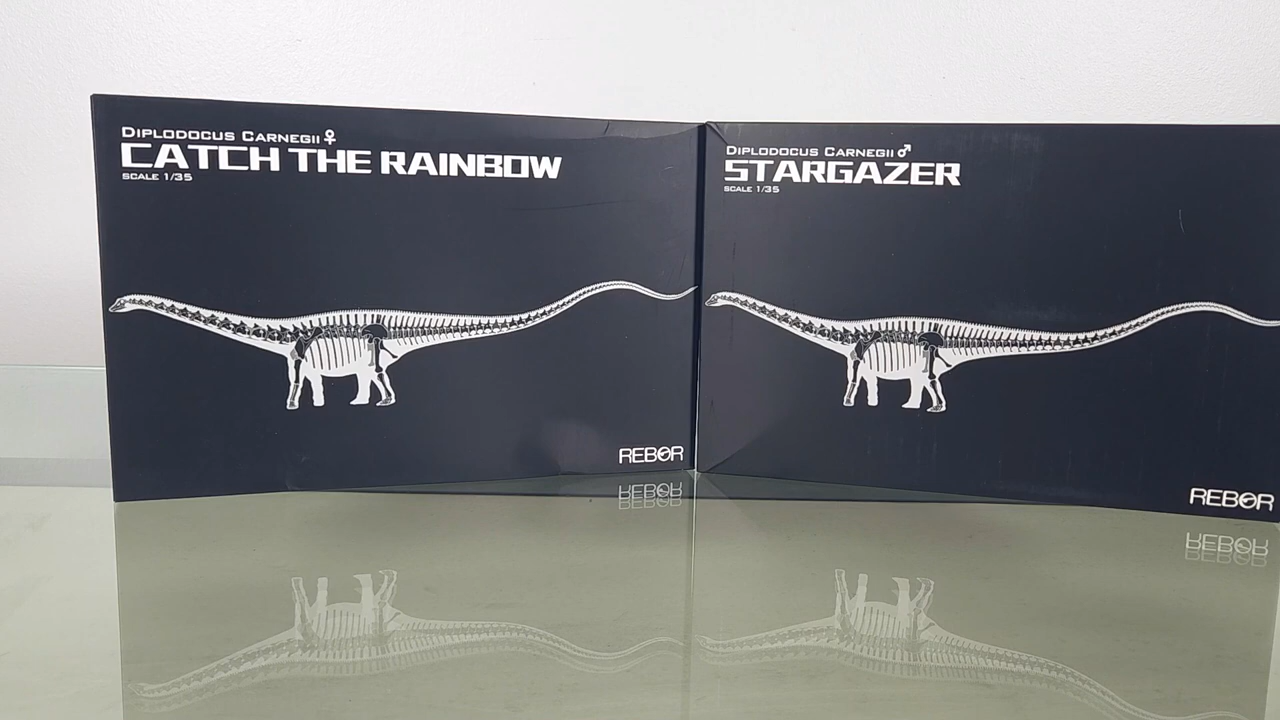 DIPLODOCUS CARNEGII ♀
CATCH THE RAINBOW
SCALE 1/35
REBOR
DIPLODOCUS CARNEGII ♂
STARGAZER
SCALE 1/35
REBOR